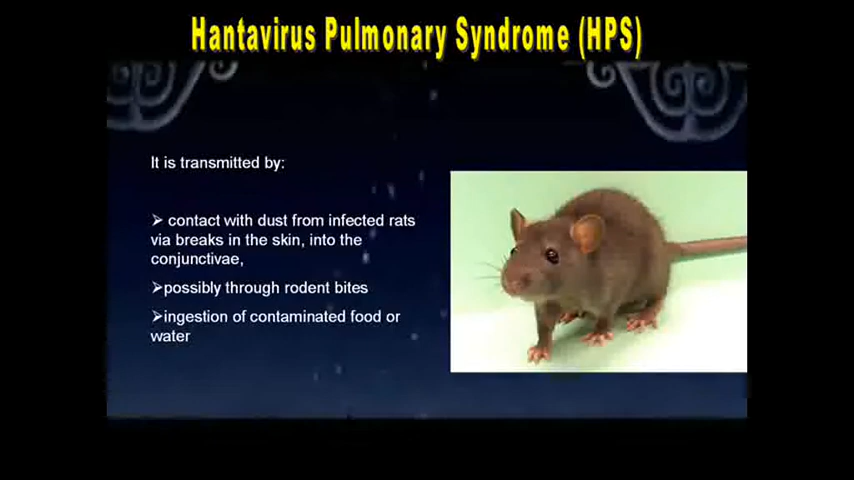 Hantavirus Pulmonary Syndrome (HPS)
It is transmitted by:
➢ contact with dust from infected rats
via breaks in the skin, into the
conjunctivae,
➢possibly through rodent bites
➢ingestion of contaminated food or
water